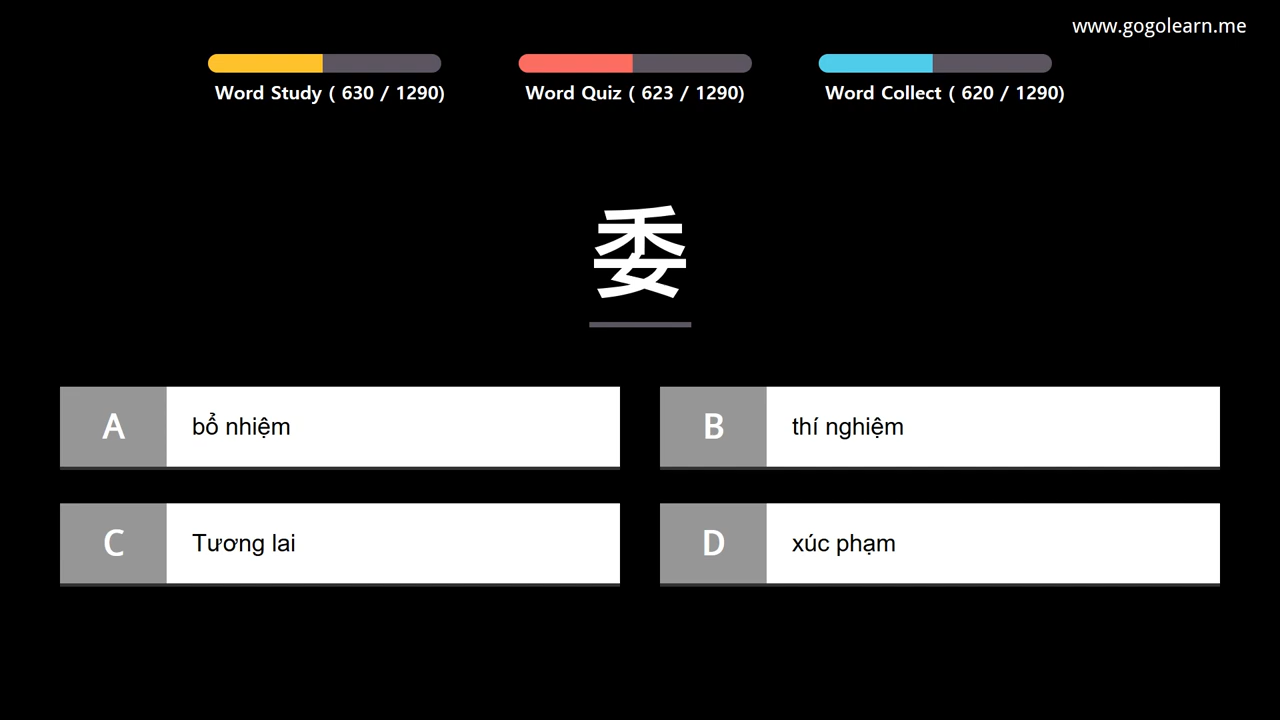 www.gogolearn.me
Word Study ( 630 / 1290)
Word Quiz ( 623 / 1290)
Word Collect ( 620 / 1290)
委
A bổ nhiệm
B thí nghiệm
C Tương lai
D xúc phạm